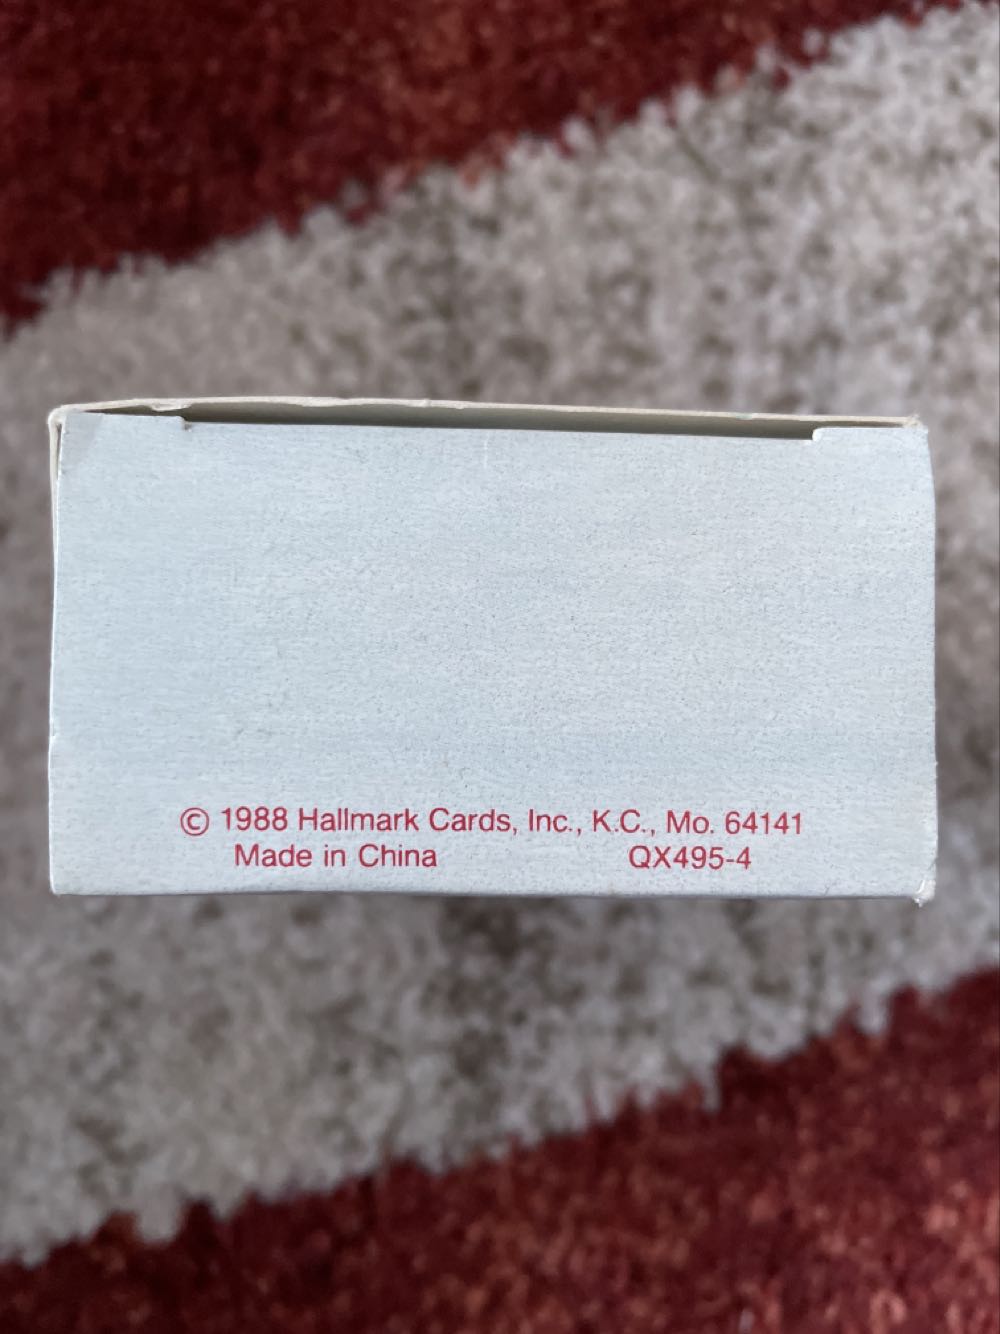 © 1988 Hallmark Cards, Inc., K.C., Mo. 64141
Made in China QX495-4